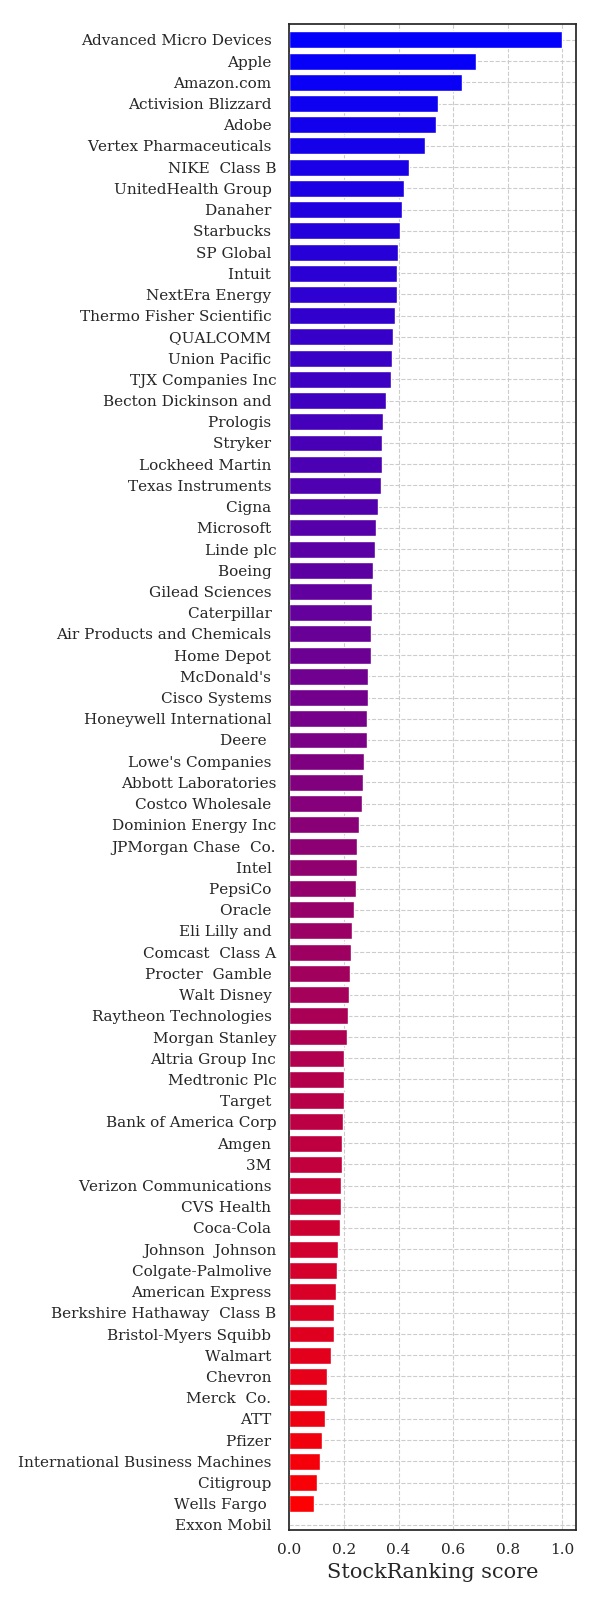 Advanced Micro Devices
Apple
Amazon.com
Activision Blizzard
Adobe
Vertex Pharmaceuticals
NIKE  Class B
UnitedHealth Group
Danaher
Starbucks
SP Global
Intuit
NextEra Energy
Thermo Fisher Scientific
QUALCOMM
Union Pacific
TJX Companies Inc
Becton Dickinson and
Prologis
Stryker
Lockheed Martin
Texas Instruments
Cigna
Microsoft
Linde plc
Boeing
Gilead Sciences
Caterpillar
Air Products and Chemicals
Home Depot
McDonald's
Cisco Systems
Honeywell International
Deere
Lowe's Companies
Abbott Laboratories
Costco Wholesale
Dominion Energy Inc
JPMorgan Chase  Co.
Intel
PepsiCo
Oracle
Eli Lilly and
Comcast  Class A
Procter  Gamble
Walt Disney
Raytheon Technologies
Morgan Stanley
Altria Group Inc
Medtronic Plc
Target
Bank of America Corp
Amgen
3M
Verizon Communications
CVS Health
Coca-Cola
Johnson  Johnson
Colgate-Palmolive
American Express
Berkshire Hathaway  Class B
Bristol-Myers Squibb
Walmart
Chevron
Merck  Co.
ATT
Pfizer
International Business Machines
Citigroup
Wells Fargo
Exxon Mobil
0.0 0.2 0.4 0.6 0.8 1.0
StockRanking score